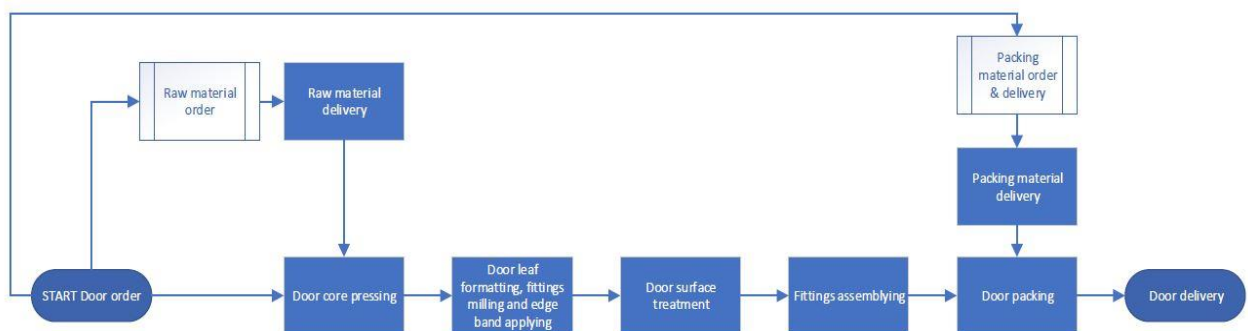 Packing
material order
& delivery
Raw material
order
Raw material
delivery
Packing material
delivery
START Door order
Door core pressing
Door leaf
formatting, fittings
milling and edge
band applying
Door surface
treatment
Fittings assemblying
Door packing
Door delivery